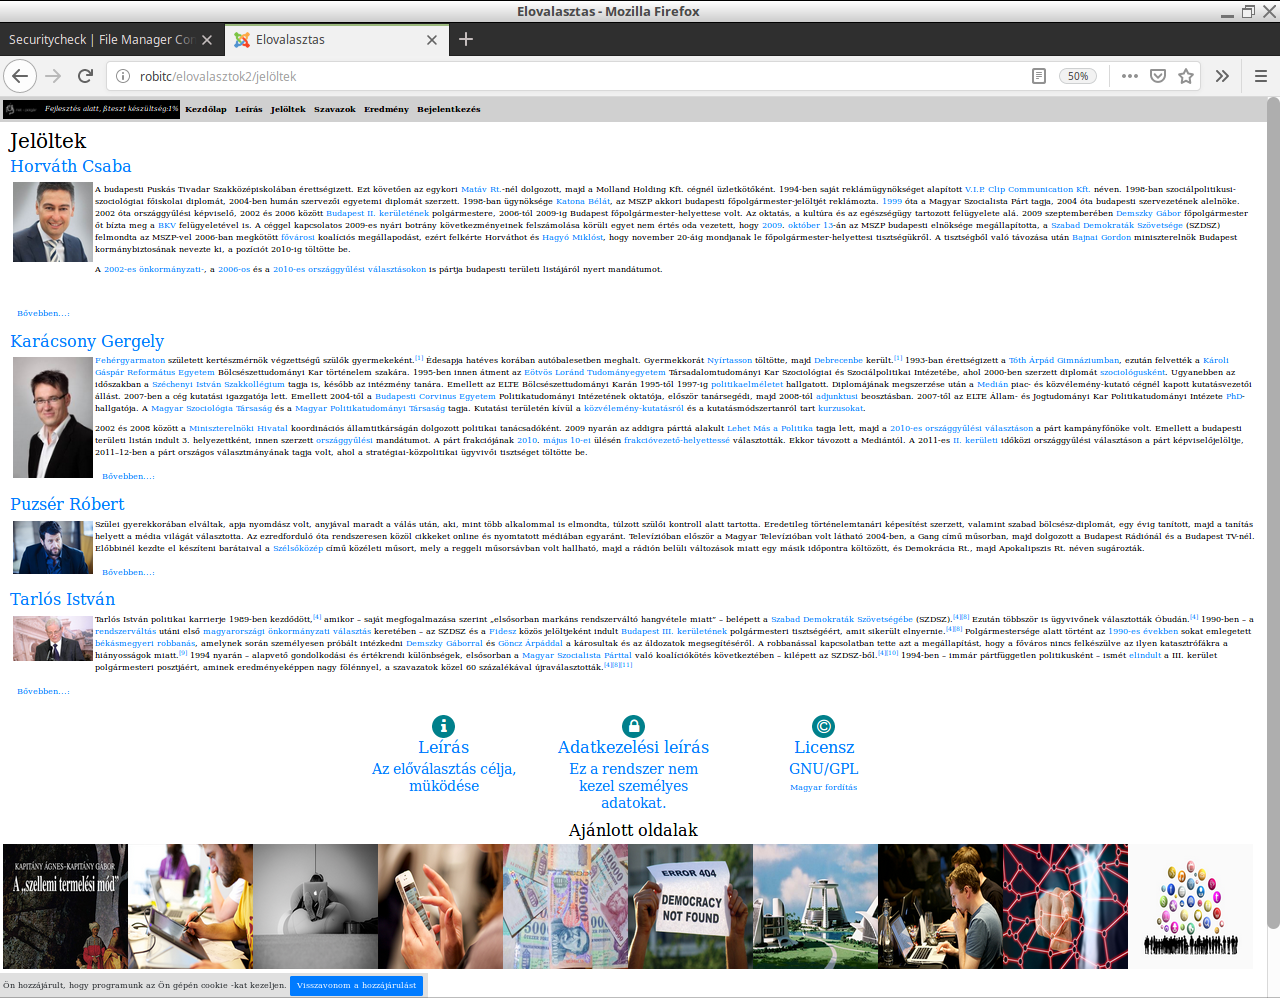 Elovalasztas - Mozilla Firefox
Securitycheck | File Manager Con
Elovalasztas
robitc/elovalasztok2/jelöltek
50%
Fejlesztés alatt, ßteszt készültség:1%
Kezdőlap Leírás Jelöltek Szavazok Eredmény Bejelentkezés
Jelöltek
Horváth Csaba
A budapesti Puskás Tivadar Szakközépiskolában érettségizett. Ezt követően az egykori Matáv Rt.-nél dolgozott, majd a Molland Holding Kft. cégnél üzletkötőként. 1994-ben saját reklámügynökséget alapított V.I.P. Clip Communication Kft. néven. 1998-ban szociálpolitikusi-
szociológiai főiskolai diplomát, 2004-ben humán szervezői egyetemi diplomát szerzett. 1998-ban ügynöksége Katona Bélát, az MSZP akkori budapesti főpolgármester-jelöltjét reklámozta. 1999 óta a Magyar Szocialista Párt tagja, 2004 óta budapesti szervezetének alelnöke.
2002 óta országgyűlési képviselő, 2002 és 2006 között Budapest II. kerületének polgármestere, 2006-tól 2009-ig Budapest főpolgármester-helyettese volt. Az oktatás, a kultúra és az egészségügy tartozott felügyelete alá. 2009 szeptemberében Demszky Gábor főpolgármester
őt bízta meg a BKV felügyeletével is. A céggel kapcsolatos 2009-es nyári botrány következményeinek felszámolása körüli egyet nem értés oda vezetett, hogy 2009. október 13-án az MSZP budapesti elnöksége megállapította, a Szabad Demokraták Szövetsége (SZDSZ)
felmondta az MSZP-vel 2006-ban megkötött fővárosi koalíciós megállapodást, ezért felkérte Horváthot és Hagyó Miklóst, hogy november 20-áig mondjanak le főpolgármester-helyettesi tisztségükről. A tisztségből való távozása után Bajnai Gordon miniszterelnök Budapest
kormánybiztosának nevezte ki, a pozíciót 2010-ig töltötte be.
A 2002-es önkormányzati-, a 2006-os és a 2010-es országgyűlési választásokon is pártja budapesti területi listájáról nyert mandátumot.
Bővebben...:
Karácsony Gergely
Fehérgyarmaton született kertészmérnök végzettségű szülők gyermekeként.[1] Édesapja hatéves korában autóbalesetben meghalt. Gyermekkorát Nyírtasson töltötte, majd Debrecenbe került.[1] 1993-ban érettségizett a Tóth Árpád Gimnáziumban, ezután felvették a Károli
Gáspár Református Egyetem Bölcsészettudományi Kar történelem szakára. 1995-ben innen átment az Eötvös Loránd Tudományegyetem Társadalomtudományi Kar Szociológiai és Szociálpolitikai Intézetébe, ahol 2000-ben szerzett diplomát szociológusként. Ugyanebben az
időszakban a Széchenyi István Szakkollégium tagja is, később az intézmény tanára. Emellett az ELTE Bölcsészettudományi Karán 1995-től 1997-ig politikaelméletet hallgatott. Diplomájának megszerzése után a Medián piac- és közvélemény-kutató cégnél kapott kutatásvezetői
állást. 2007-ben a cég kutatási igazgatója lett. Emellett 2004-től a Budapesti Corvinus Egyetem Politikatudományi Intézetének oktatója, először tanársegédi, majd 2008-tól adjunktusi beosztásban. 2007-től az ELTE Állam- és Jogtudományi Kar Politikatudományi Intézete PhD-
hallgatója. A Magyar Szociológia Társaság és a Magyar Politikatudományi Társaság tagja. Kutatási területén kívül a közvélemény-kutatásról és a kutatásmódszertanról tart kurzusokat.
2002 és 2008 között a Miniszterelnöki Hivatal koordinációs államtitkárságán dolgozott politikai tanácsadóként. 2009 nyarán az addigra párttá alakult Lehet Más a Politika tagja lett, majd a 2010-es országgyűlési választáson a párt kampányfőnöke volt. Emellett a budapesti
területi listán indult 3. helyezettként, innen szerzett országgyűlési mandátumot. A párt frakciójának 2010. május 10-ei ülésén frakcióvezető-helyettessé választották. Ekkor távozott a Mediántól. A 2011-es II. kerületi időközi országgyűlési választáson a párt képviselőjelöltje,
2011–12-ben a párt országos választmányának tagja volt, ahol a stratégiai-közpolitikai ügyvivői tisztséget töltötte be.
Bővebben...:
Puzsér Róbert
Szülei gyerekkorában elváltak, apja nyomdász volt, anyjával maradt a válás után, aki, mint több alkalommal is elmondta, túlzott szülői kontroll alatt tartotta. Eredetileg történelemtanári képesítést szerzett, valamint szabad bölcsész-diplomát, egy évig tanított, majd a tanítás
helyett a média világát választotta. Az ezredforduló óta rendszeresen közöl cikkeket online és nyomtatott médiában egyaránt. Televízióban először a Magyar Televízióban volt látható 2004-ben, a Gang című műsorban, majd dolgozott a Budapest Rádiónál és a Budapest TV-nél.
Előbbinél kezdte el készíteni barátaival a Szélsőközép című közéleti műsort, mely a reggeli műsorsávban volt hallható, majd a rádión belüli változások miatt egy másik időpontra költözött, és Demokrácia Rt., majd Apokalipszis Rt. néven sugározták.
Bővebben...:
Tarlós István
Tarlós István politikai karrierje 1989-ben kezdődött,[4] amikor – saját megfogalmazása szerint „elsősorban markáns rendszerváltó hangvétele miatt” – belépett a Szabad Demokraták Szövetségébe (SZDSZ).[4][8] Ezután többször is ügyvivőnek választották Óbudán.[4] 1990-ben – a
rendszerváltás utáni első magyarországi önkormányzati választás keretében – az SZDSZ és a Fidesz közös jelöltjeként indult Budapest III. kerületének polgármesteri tisztségéért, amit sikerült elnyernie.[4][8] Polgármestersége alatt történt az 1990-es években sokat emlegetett
békásmegyeri robbanás, amelynek során személyesen próbált intézkedni Demszky Gáborral és Göncz Árpáddal a károsultak és az áldozatok megsegítéséről. A robbanással kapcsolatban tette azt a megállapítást, hogy a főváros nincs felkészülve az ilyen katasztrófákra a
hiányosságok miatt.[9] 1994 nyarán – alapvető gondolkodási és értékrendi különbségek, elsősorban a Magyar Szocialista Párttal való koalíciókötés következtében – kilépett az SZDSZ-ből.[4][10] 1994-ben – immár pártfüggetlen politikusként – ismét elindult a III. kerület
polgármesteri posztjáért, aminek eredményeképpen nagy fölénnyel, a szavazatok közel 60 százalékával újraválasztották.[4][8][11]
Bővebben...:
Leírás
Az előválasztás célja,
müködése
Adatkezelési leírás
Ez a rendszer nem
kezel személyes
adatokat.
Licensz
GNU/GPL
Magyar fordítás
Ajánlott oldalak
KAPITÁNY ÁGNES–KAPITÁNY GÁBOR
A „szellemi termelési mód”
20000
ERROR 404
DEMOCRACY
NOT FOUND
Ön hozzájárult, hogy programunk az Ön gépén cookie -kat kezeljen.
Visszavonom a hozzájárulást